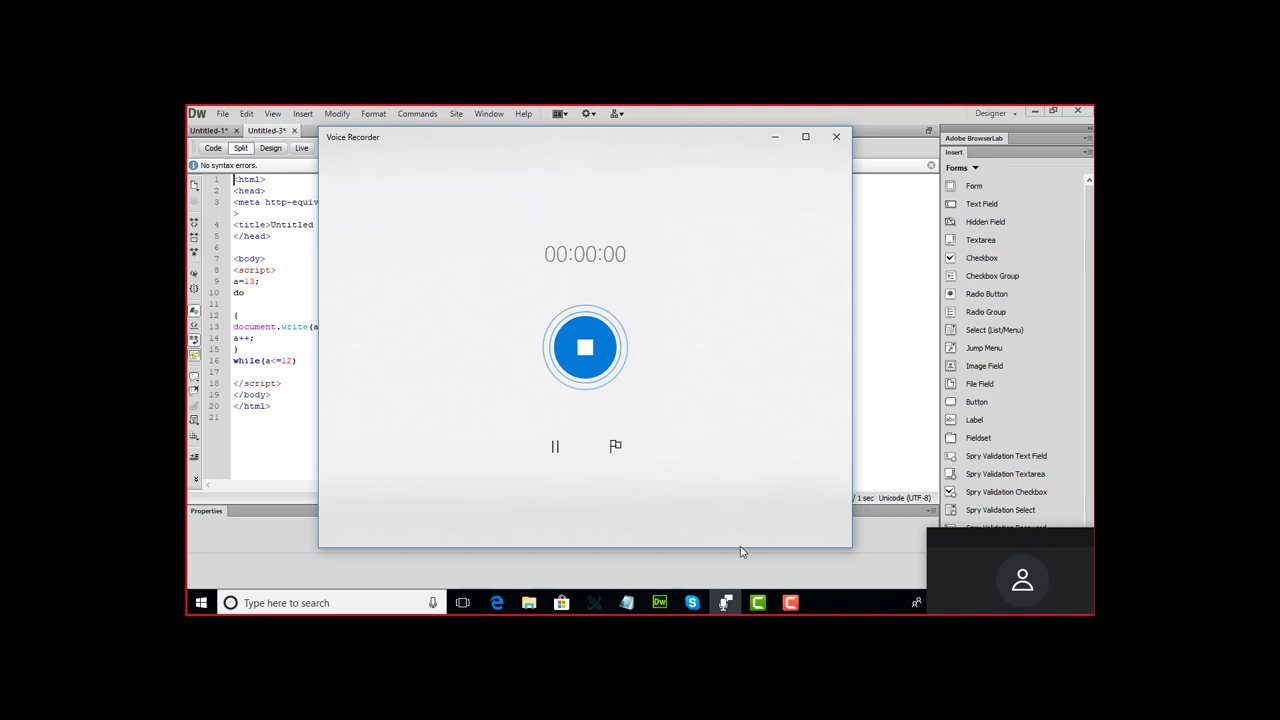 Dw File Edit View Insert Modify Format Commands Site Window Help Designer
Untitled-1* Untitled-3*
Voice Recorder
Adobe BrowserLab
Code Split Design Live
Insert
No syntax errors.
Forms
1 <html>
2 <head>
3 <meta http-equiv
>
4 <title>Untitled
5 </head>
6
7 <body>
8 <script>
9 a=13;
10 do
11
12 {
13 document.write(a
14 a++;
15 }
16 while(a<=12)
17
18 </script>
19 </body>
20 </html>
21
00:00:00
Form
Text Field
Hidden Field
Textarea
Checkbox
Checkbox Group
Radio Button
Radio Group
Select (List/Menu)
Jump Menu
Image Field
File Field
Button
Label
Fieldset
Spry Validation Text Field
Spry Validation Textarea
Spry Validation Checkbox
Spry Validation Select
/ 1 sec Unicode (UTF-8)
Properties
Type here to search
Dw